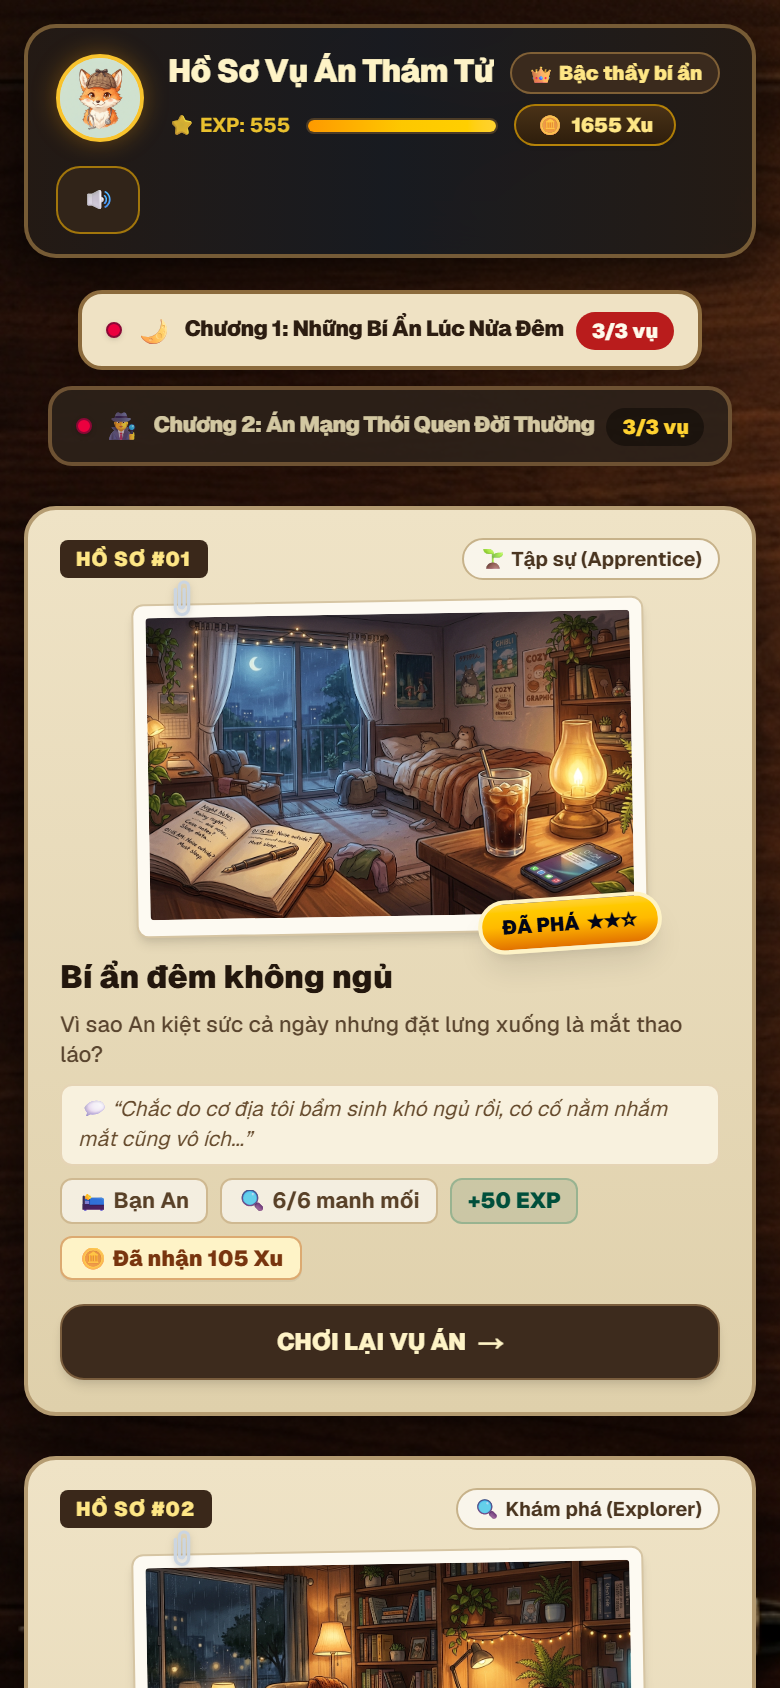 Hồ Sơ Vụ Án Thám Tử
Bậc thầy bí ẩn
EXP: 555
1655 Xu
Chương 1: Những Bí Ẩn Lúc Nửa Đêm
3/3 vụ
Chương 2: Án Mạng Thói Quen Đời Thường
3/3 vụ
HỒ SƠ #01
Tập sự (Apprentice)
COZY
ĐÃ PHÁ ★★☆
Bí ẩn đêm không ngủ
Vì sao An kiệt sức cả ngày nhưng đặt lưng xuống là mắt thao
láo?
“Chắc do cơ địa tôi bẩm sinh khó ngủ rồi, có cố nằm nhắm
mắt cũng vô ích...”
Bạn An
6/6 manh mối
+50 EXP
Đã nhận 105 Xu
CHƠI LẠI VỤ ÁN →
HỒ SƠ #02
Khám phá (Explorer)